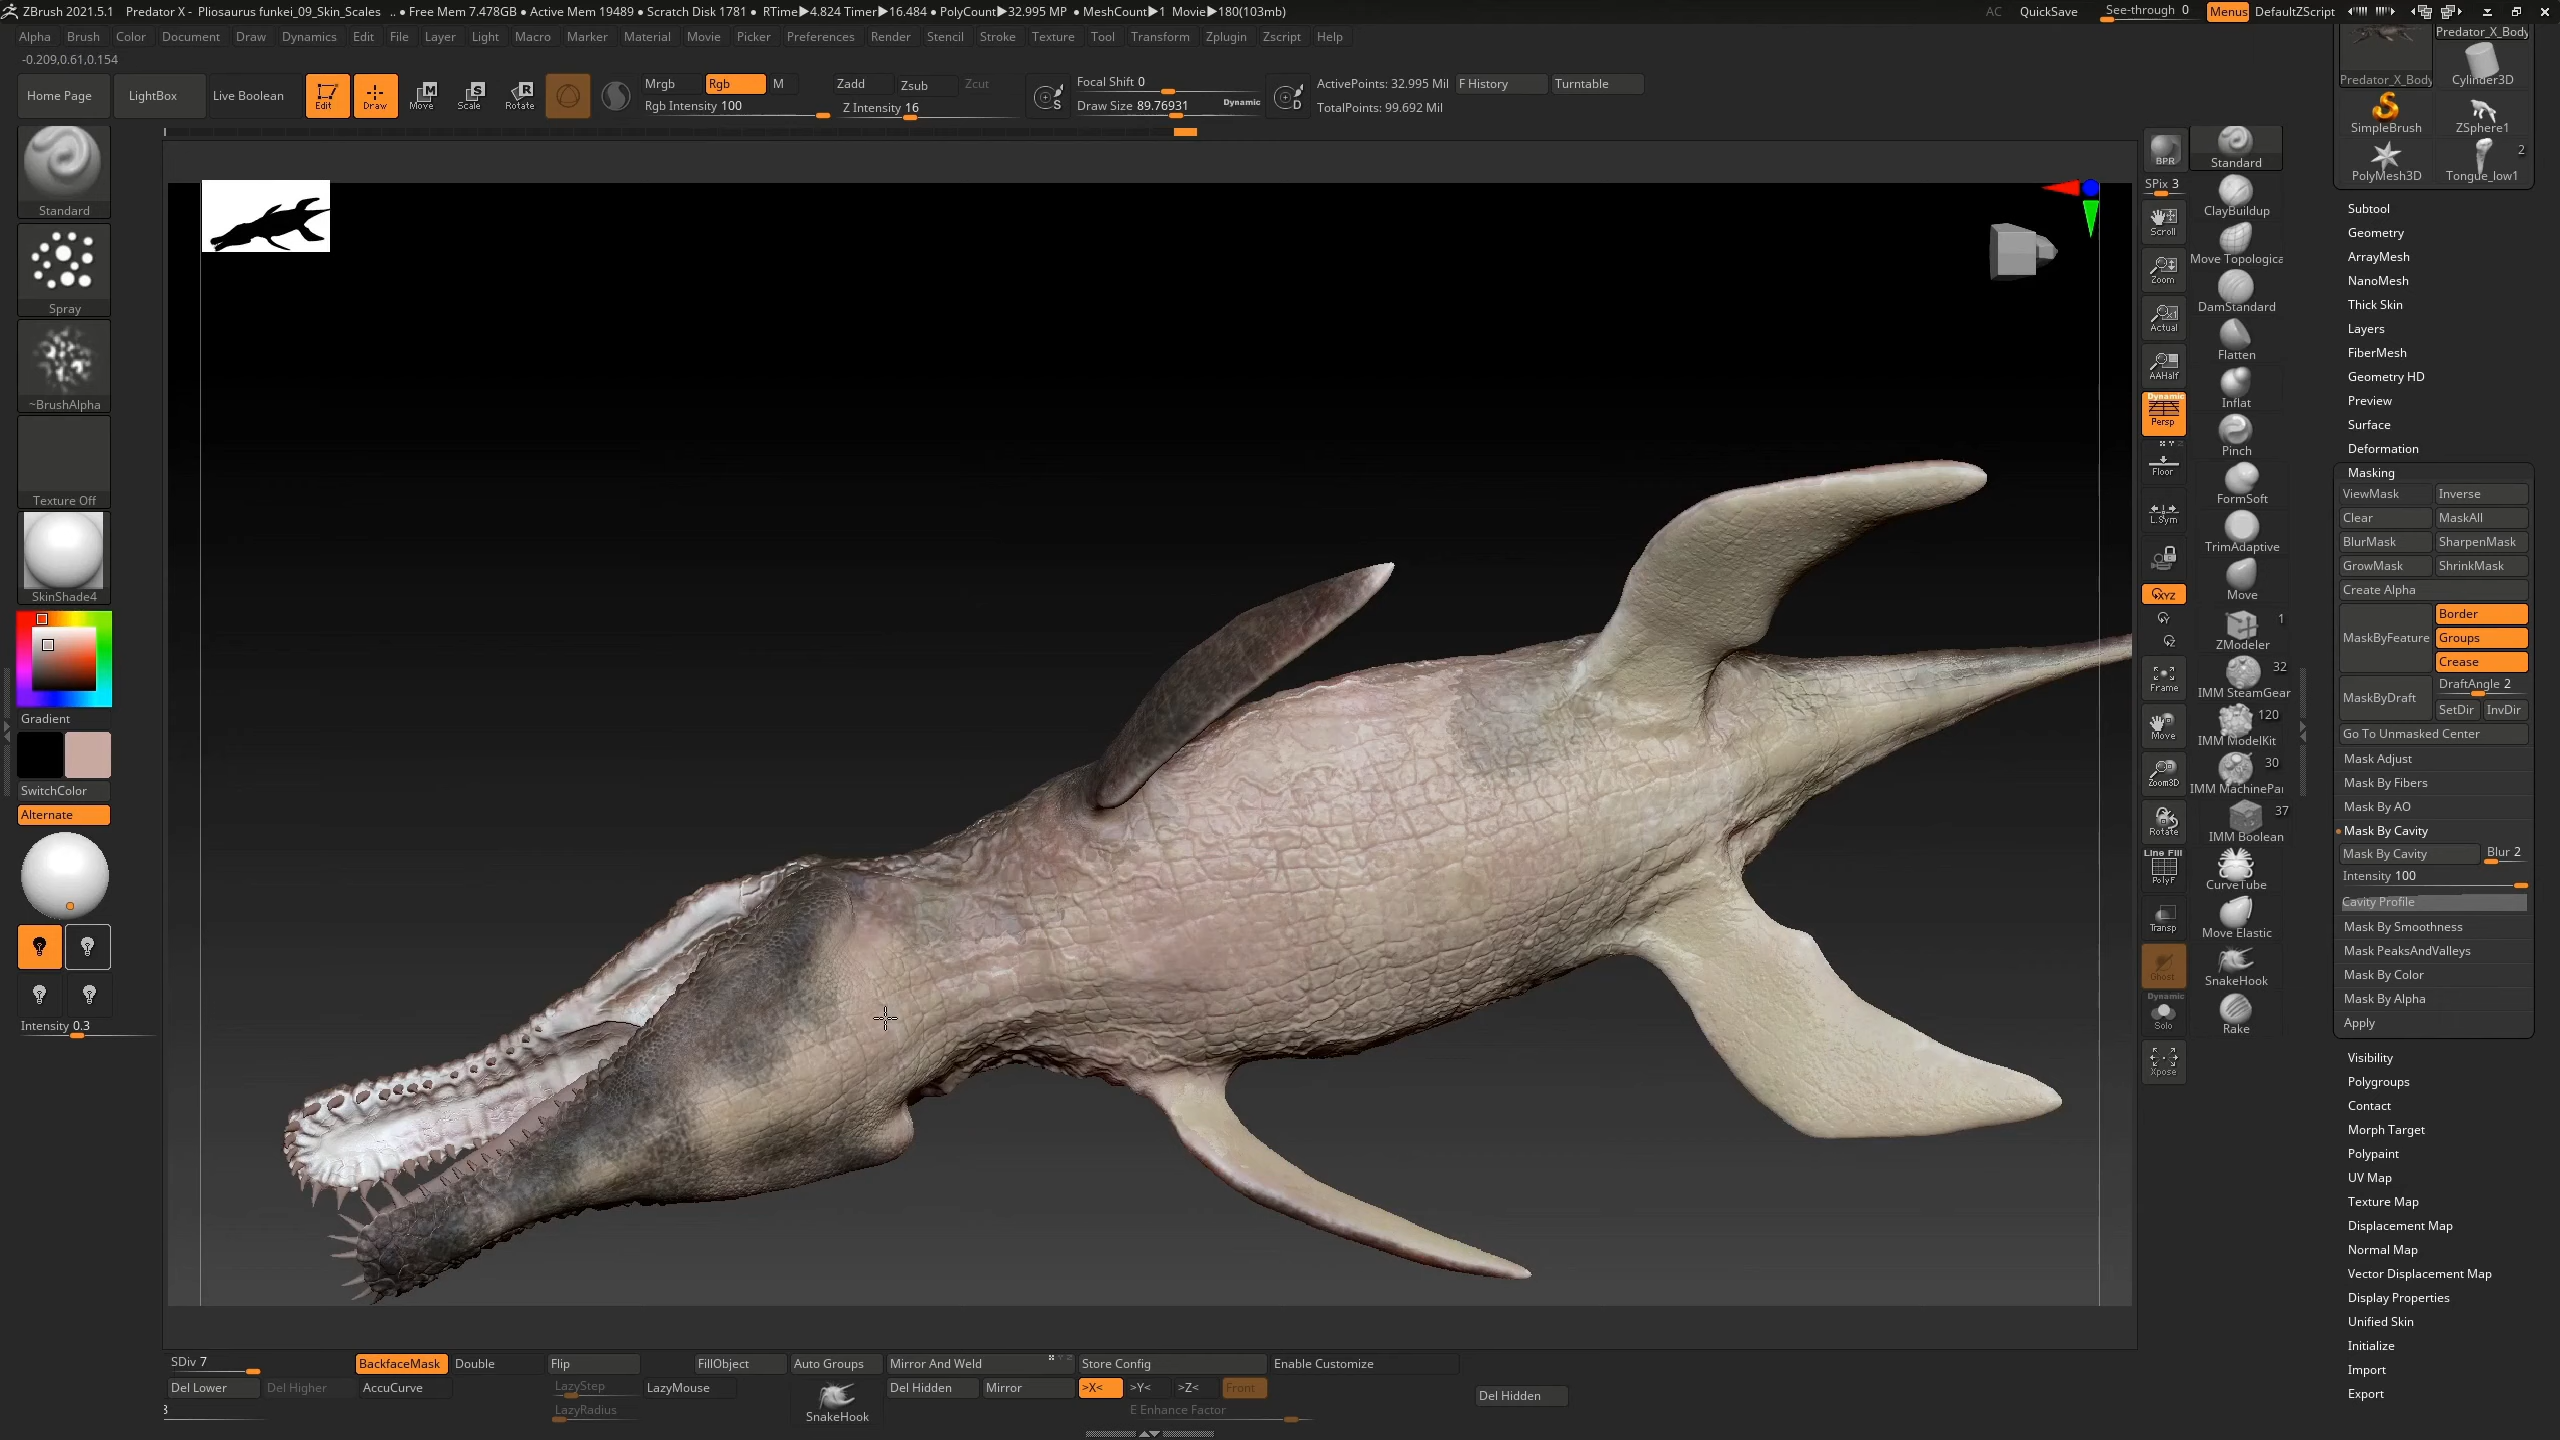 ZBrush 2021.5.1 Predator X - Pliosaurus funkei_09_Skin_Scales .. ● Free Mem 7.478GB ● Active Mem 19489 ● Scratch Disk 1781 ● RTime▶4.824 Timer▶16.484 ● PolyCount▶32.995 MP ● MeshCount▶1 Movie▶180(103mb) AC QuickSave See-through 0 Menus DefaultZScript
Alpha Brush Color Document Draw Dynamics Edit File Layer Light Macro Marker Material Movie Picker Preferences Render Stencil Stroke Texture Tool Transform Zplugin Zscript Help
-0.209,0.61,0.154
Home Page LightBox Live Boolean Edit Draw Move Scale Rotate
Mrgb Rgb M Zadd Zsub Zcut Focal Shift 0 ActivePoints: 32.995 Mil F History Turntable
Rgb Intensity 100 Z Intensity 16 Draw Size 89.76931 Dynamic TotalPoints: 99.692 Mil
S D
Standard
Spray
~BrushAlpha
Texture Off
SkinShade4
Gradient
SwitchColor
Alternate
Intensity 0.3
BPR
SPix 3
Scroll
Zoom
Actual
AAHalf
Dynamic
Persp
Floor
L.Sym
XYZ
Y
Z
Frame
Move
Zoom3D
Rotate
Line Fill
PolyF
Transp
Ghost
Dynamic
Solo
Xpose
Standard
ClayBuildup
Move Topologica
DamStandard
Flatten
Inflat
Pinch
FormSoft
TrimAdaptive
Move
1
ZModeler
32
IMM SteamGear
120
IMM ModelKit
30
IMM MachinePar
37
IMM Boolean
CurveTube
Move Elastic
SnakeHook
Rake
Predator_X_Body
Predator_X_Body Cylinder3D
SimpleBrush ZSphere1
2
PolyMesh3D Tongue_low1
Subtool
Geometry
ArrayMesh
NanoMesh
Thick Skin
Layers
FiberMesh
Geometry HD
Preview
Surface
Deformation
Masking
ViewMask Inverse
Clear MaskAll
BlurMask SharpenMask
GrowMask ShrinkMask
Create Alpha
Border
MaskByFeature Groups
Crease
DraftAngle 2
MaskByDraft
SetDir InvDir
Go To Unmasked Center
Mask Adjust
Mask By Fibers
Mask By AO
Mask By Cavity
Mask By Cavity Blur 2
Intensity 100
Cavity Profile
Mask By Smoothness
Mask PeaksAndValleys
Mask By Color
Mask By Alpha
Apply
Visibility
Polygroups
Contact
Morph Target
Polypaint
UV Map
Texture Map
Displacement Map
Normal Map
Vector Displacement Map
Display Properties
Unified Skin
Initialize
Import
Export
SDiv 7 BackfaceMask Double Flip FillObject Auto Groups Mirror And Weld Store Config Enable Customize
Del Lower Del Higher AccuCurve LazyStep LazyMouse Del Hidden Mirror >X< >Y< >Z< Front Del Hidden
LazyRadius SnakeHook E Enhance Factor